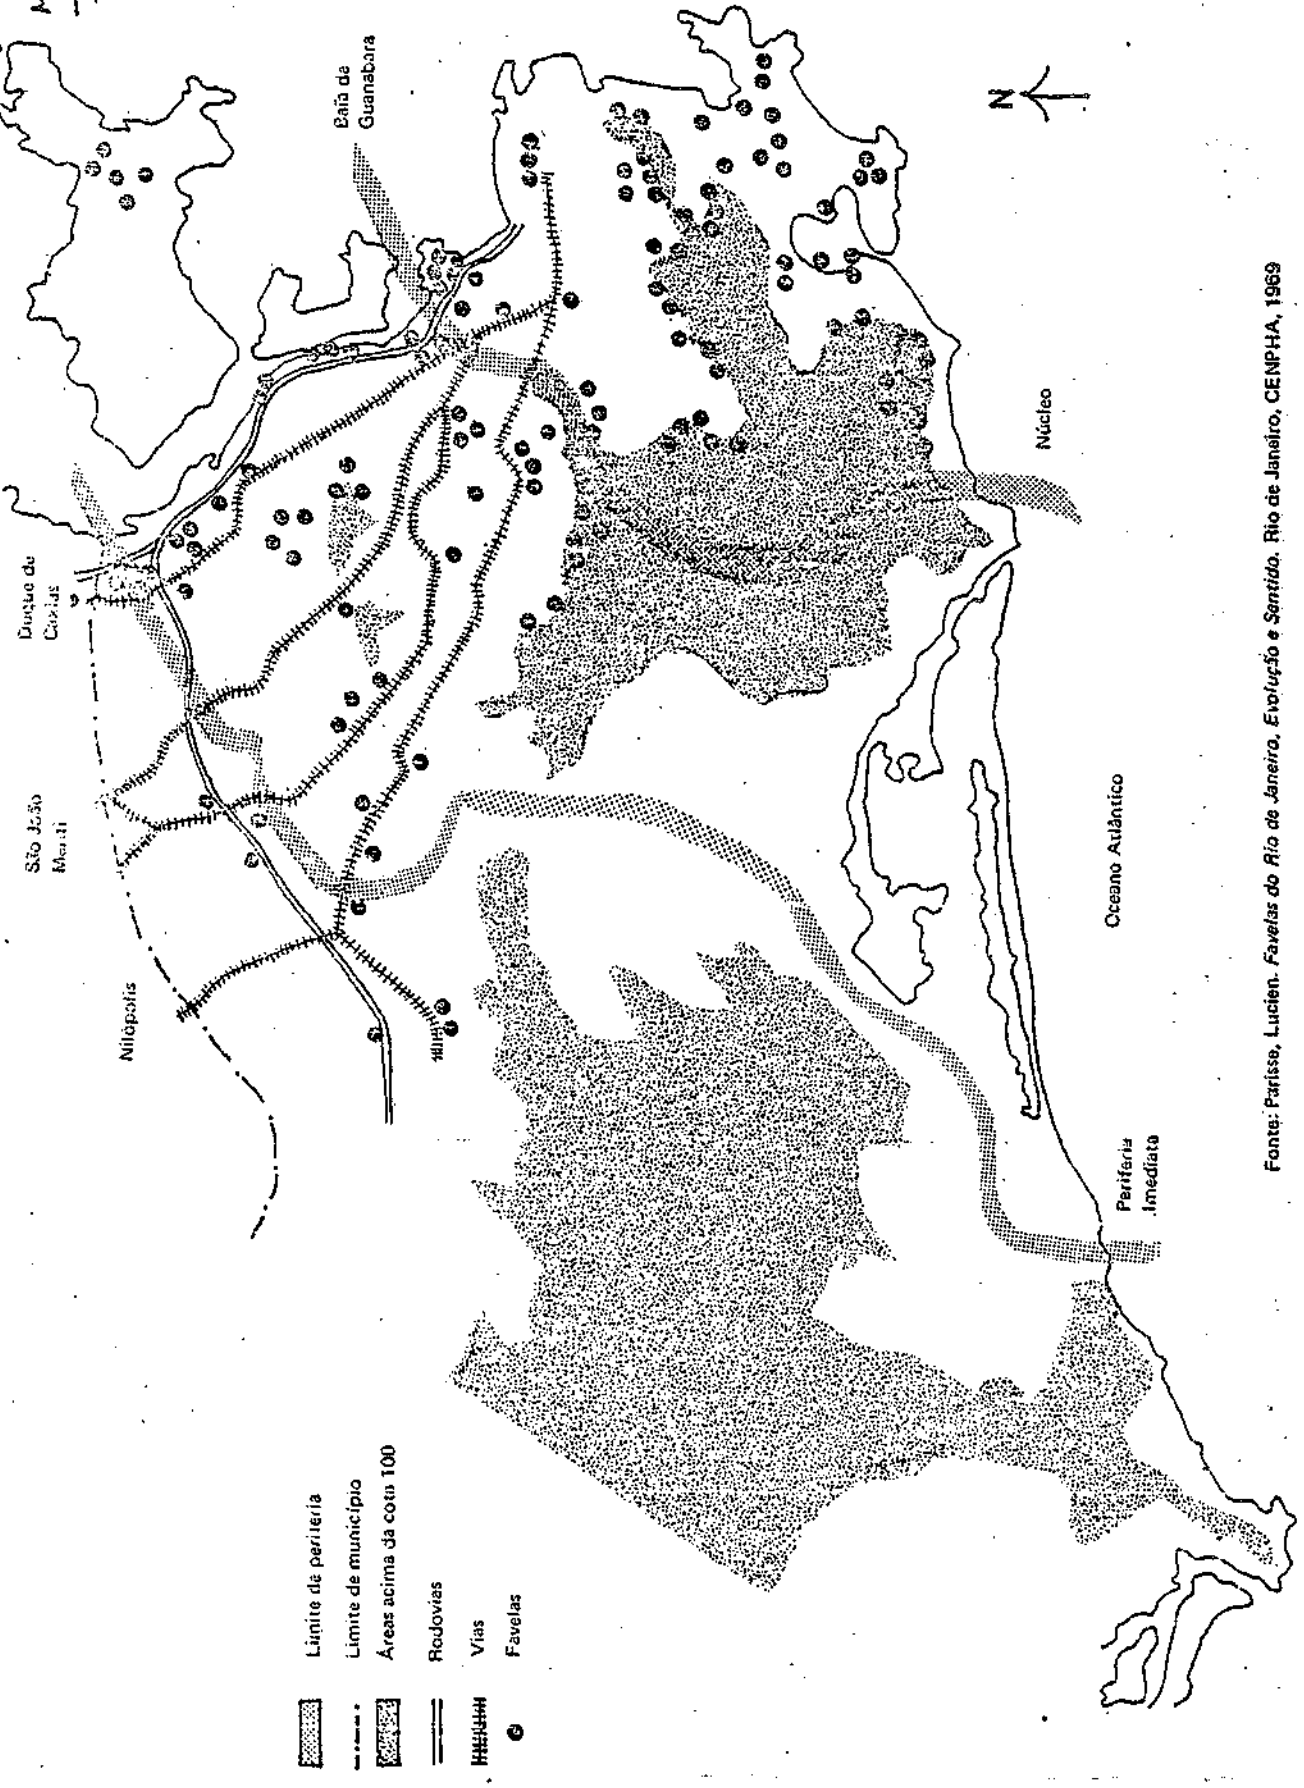 Baía da
Guanabara
Duque de
Caxias
São João
Meriti
Nilópolis
N
Núcleo
Oceano Atlântico
Periferia
Imediata
Limite da periferia
Limite de município
Áreas acima da cota 100
Rodovias
Vias
Favelas
Fonte: Parisse, Lucien. Favelas do Rio de Janeiro, Evolução e Sentido. Rio de Janeiro, CENPHA, 1969